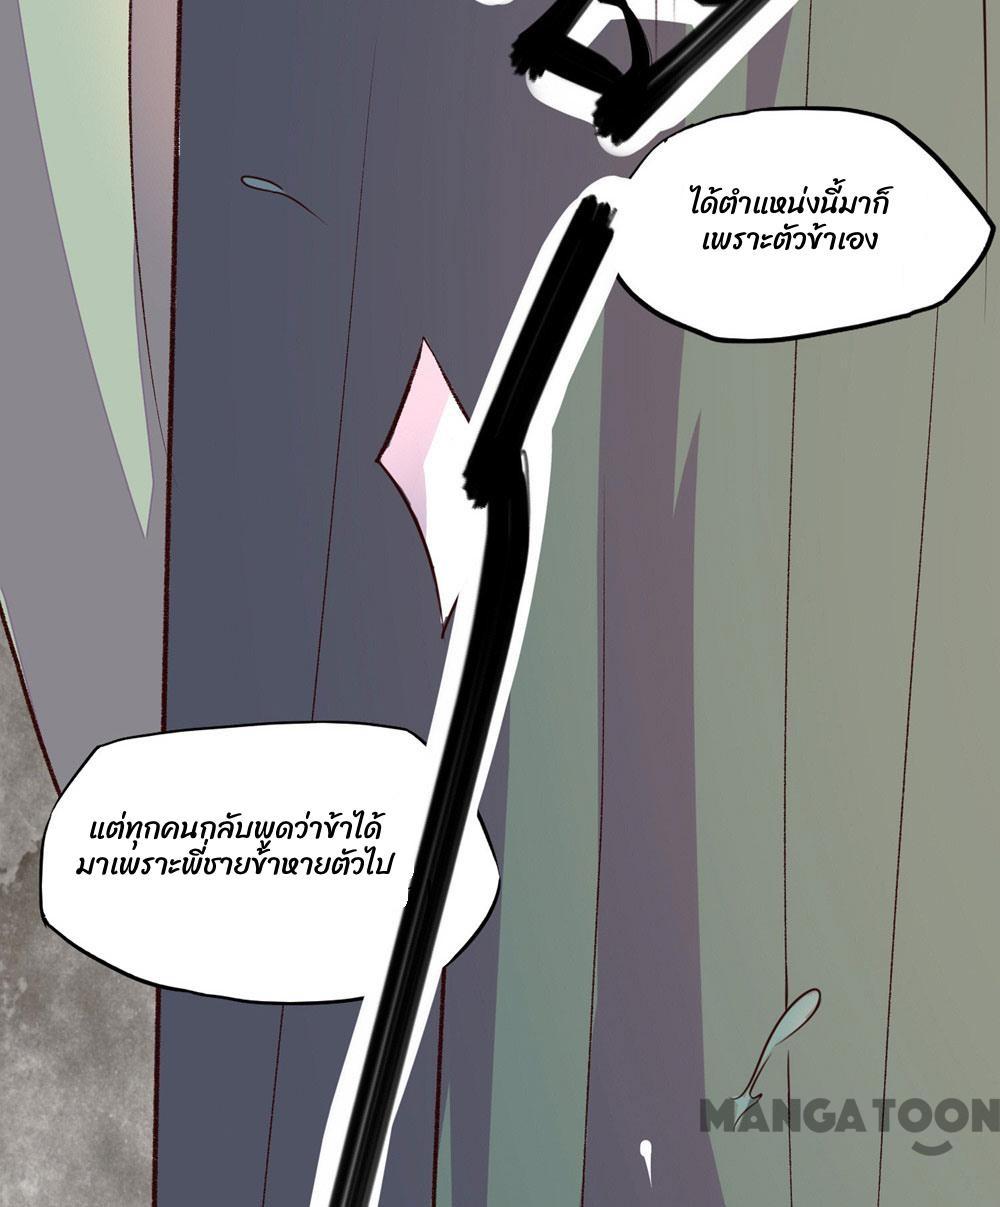 ได้ตำแหน่งนี้มาก็
เพราะตัวข้าเอง
แต่ทุกคนกลับพูดว่าข้าได้
มาเพราะพี่ชายข้าหายตัวไป
MANGATOON